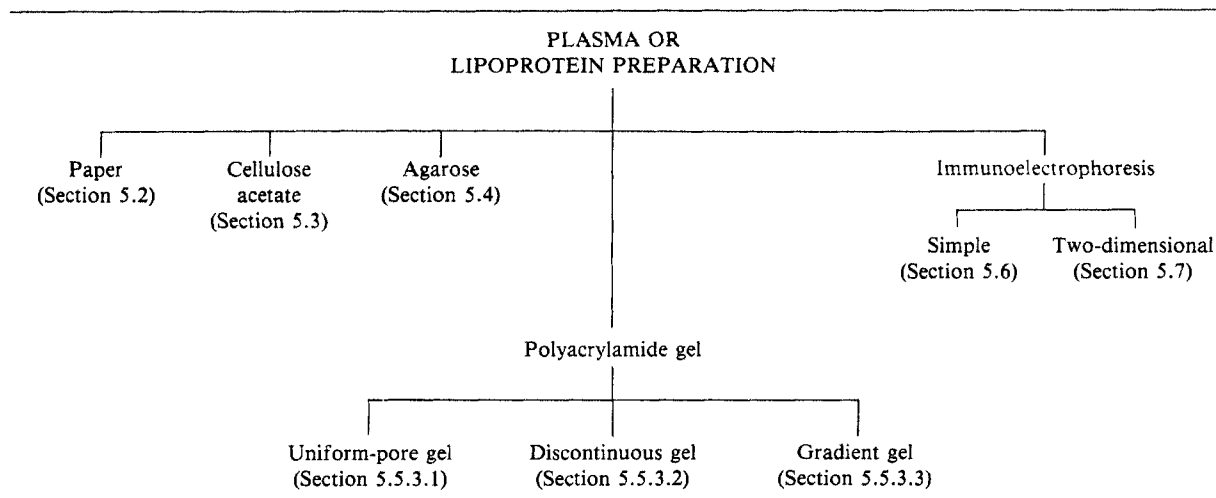 PLASMA OR
LIPOPROTEIN PREPARATION
Paper
(Section 5.2)
Cellulose
acetate
(Section 5.3)
Agarose
(Section 5.4)
Immunoelectrophoresis
Simple
(Section 5.6)
Two-dimensional
(Section 5.7)
Polyacrylamide gel
Uniform-pore gel
(Section 5.5.3.1)
Discontinuous gel
(Section 5.5.3.2)
Gradient gel
(Section 5.5.3.3)